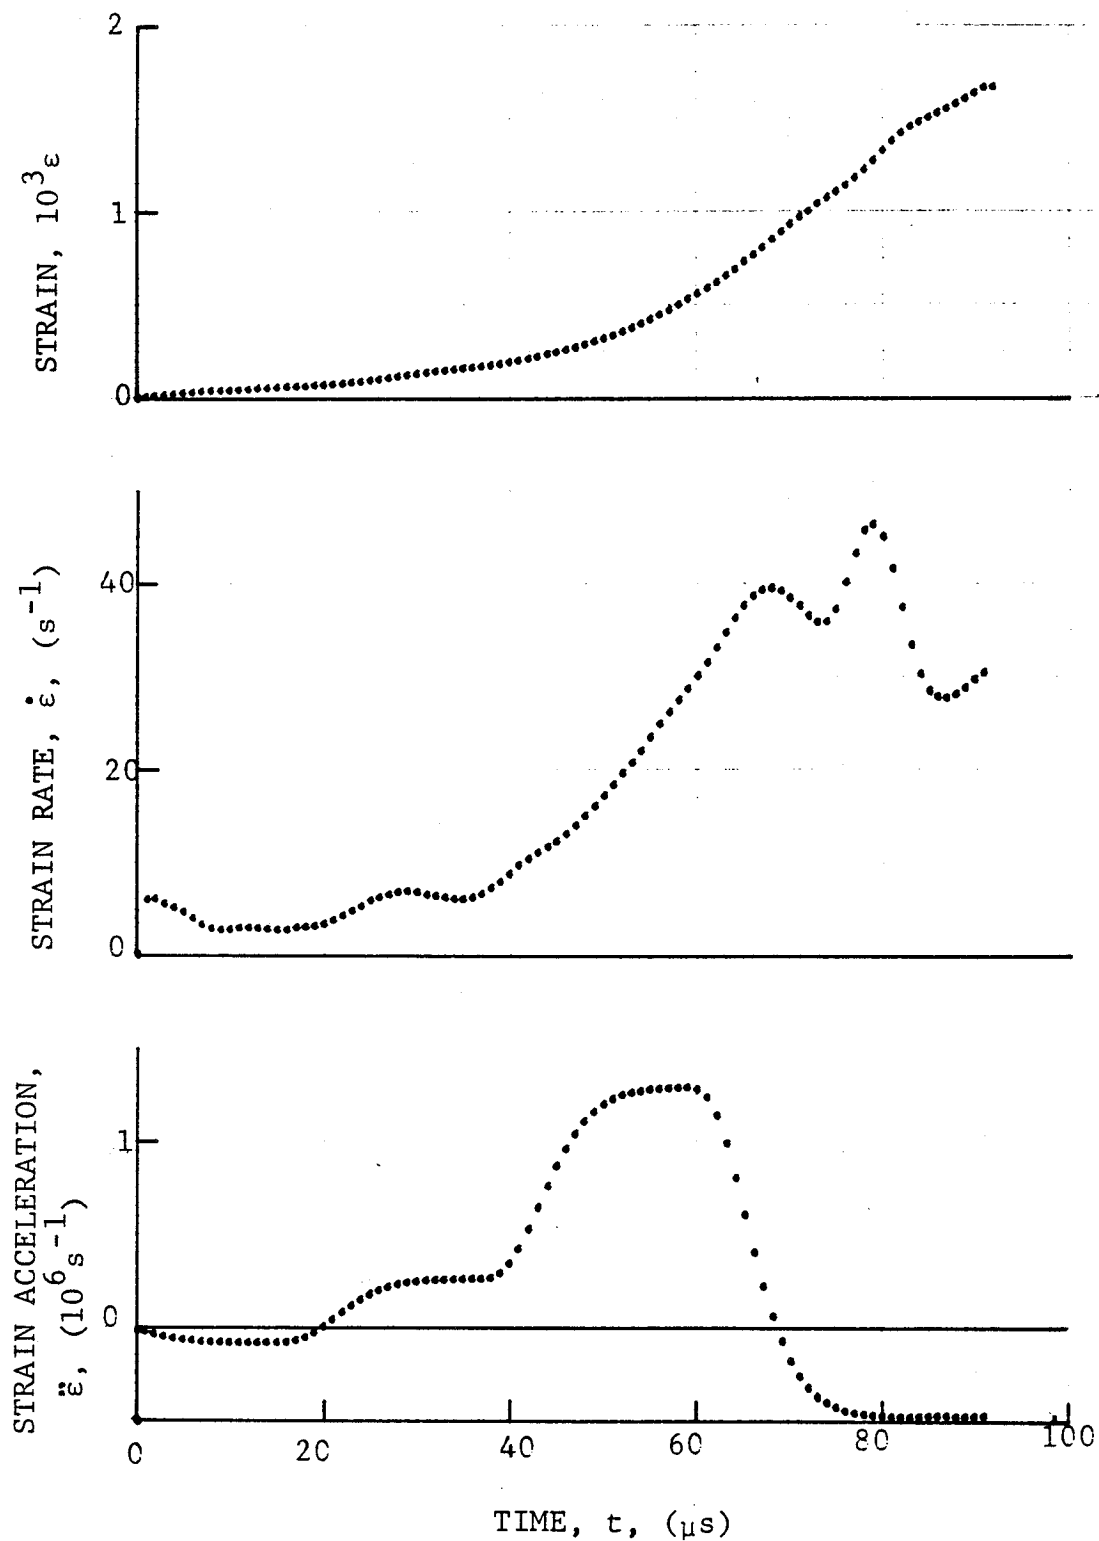 2
1
0
STRAIN, 10³ε
40
20
0
STRAIN RATE, ε̇, (s⁻¹)
1
0
STRAIN ACCELERATION,
ε̈, (10⁶s⁻¹)
0 20 40 60 80 100
TIME, t, (μs)